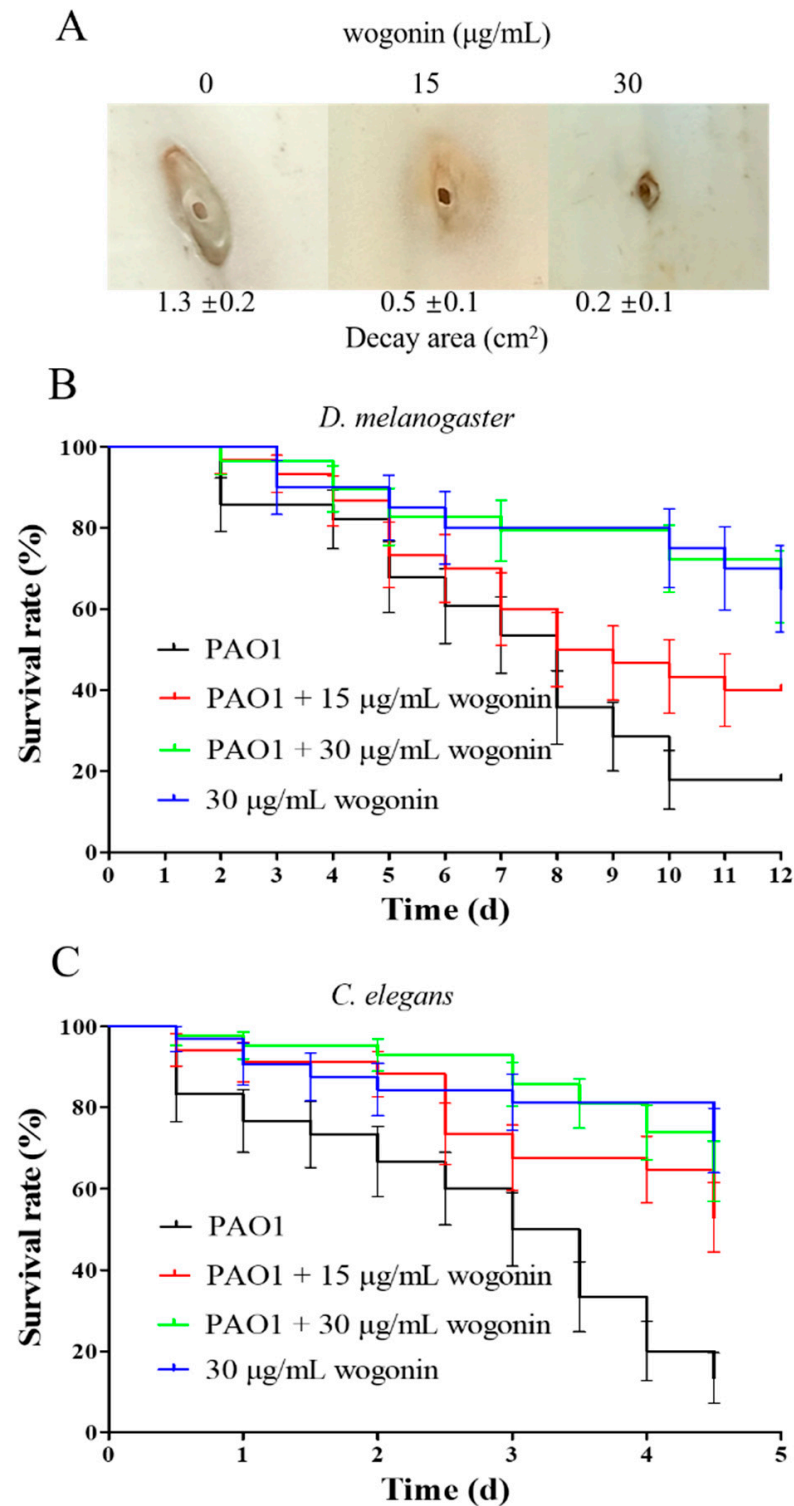 A
wogonin (μg/mL)
0 15 30
1.3 ±0.2 0.5 ±0.1 0.2 ±0.1
Decay area (cm²)
B
D. melanogaster
100
80
60
40
20
0
Survival rate (%)
PAO1
PAO1 + 15 μg/mL wogonin
PAO1 + 30 μg/mL wogonin
30 μg/mL wogonin
0 1 2 3 4 5 6 7 8 9 10 11 12
Time (d)
C
C. elegans
100
80
60
40
20
0
Survival rate (%)
PAO1
PAO1 + 15 μg/mL wogonin
PAO1 + 30 μg/mL wogonin
30 μg/mL wogonin
0 1 2 3 4 5
Time (d)